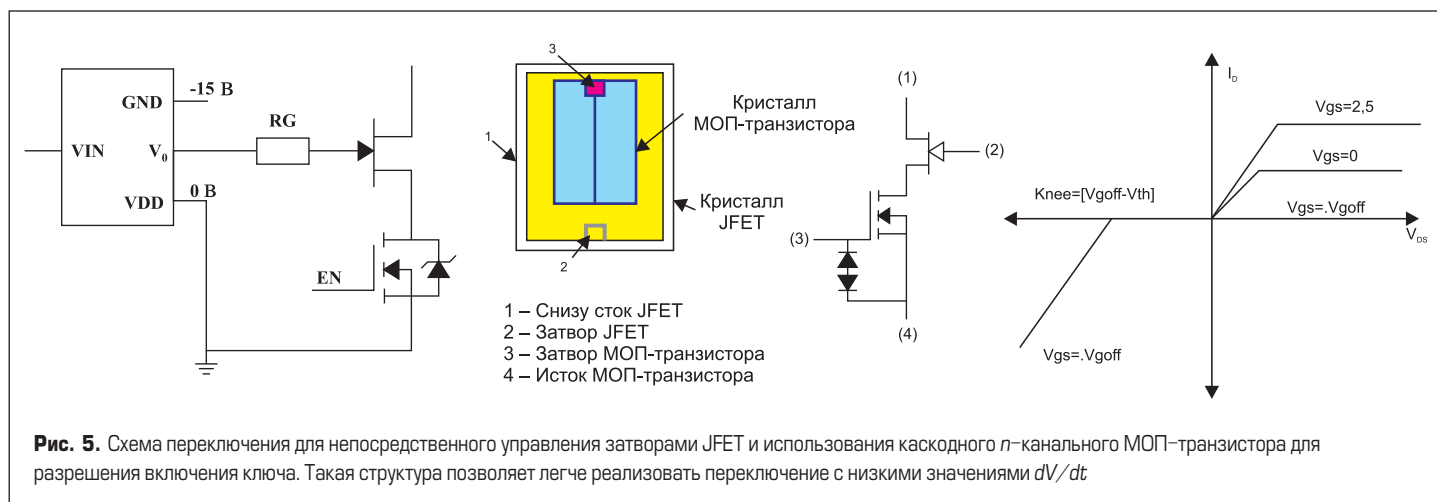 GND
-15 В
VIN
V₀
RG
VDD
0 В
EN
3
1
2
Кристалл
МОП-транзистора
Кристалл
JFET
1 – Снизу сток JFET
2 – Затвор JFET
3 – Затвор МОП-транзистора
4 – Исток МОП-транзистора
(1)
(2)
(3)
(4)
I_D
Vgs=2,5
Vgs=0
Knee=[Vgoff-Vth]
Vgs=.Vgoff
V_DS
Vgs=.Vgoff
Рис. 5. Схема переключения для непосредственного управления затворами JFET и использования каскодного n–канального МОП–транзистора для
разрешения включения ключа. Такая структура позволяет легче реализовать переключение с низкими значениями dV/dt